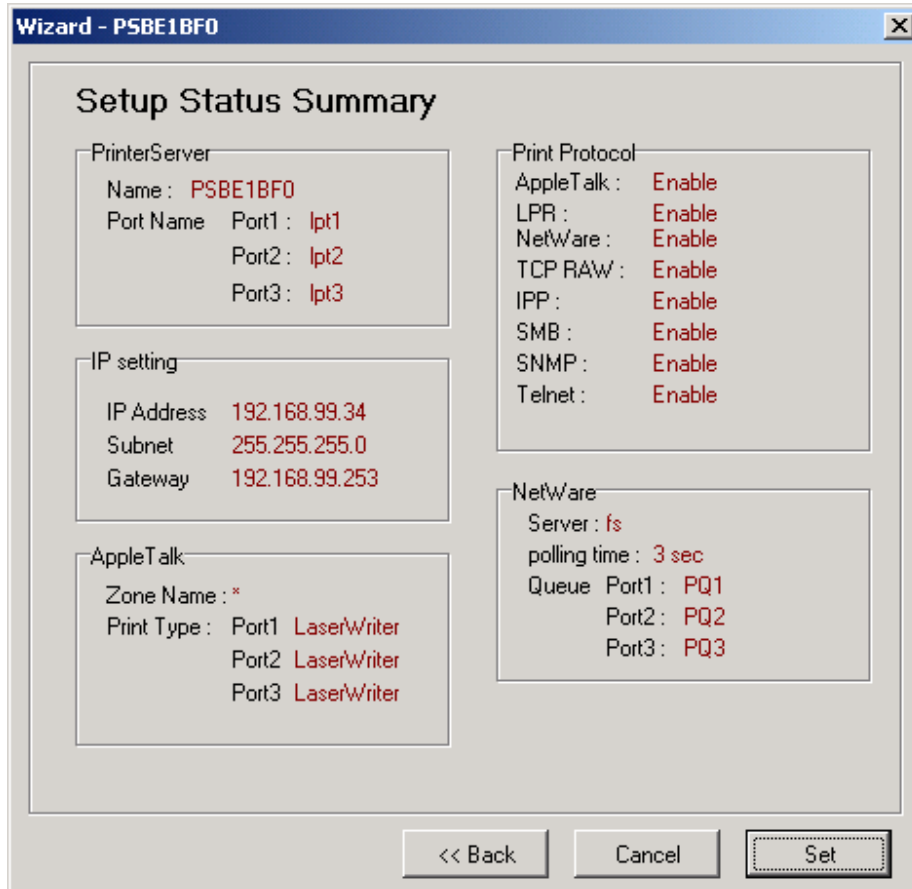 Wizard - PSBE1BF0
Setup Status Summary
PrinterServer
Name : PSBE1BF0
Port Name Port1 : lpt1
Port2 : lpt2
Port3 : lpt3
IP setting
IP Address 192.168.99.34
Subnet 255.255.255.0
Gateway 192.168.99.253
AppleTalk
Zone Name : *
Print Type : Port1 LaserWriter
Port2 LaserWriter
Port3 LaserWriter
Print Protocol
AppleTalk : Enable
LPR : Enable
NetWare : Enable
TCP RAW : Enable
IPP : Enable
SMB : Enable
SNMP : Enable
Telnet : Enable
NetWare
Server : fs
polling time : 3 sec
Queue Port1 : PQ1
Port2 : PQ2
Port3 : PQ3
<< Back Cancel Set